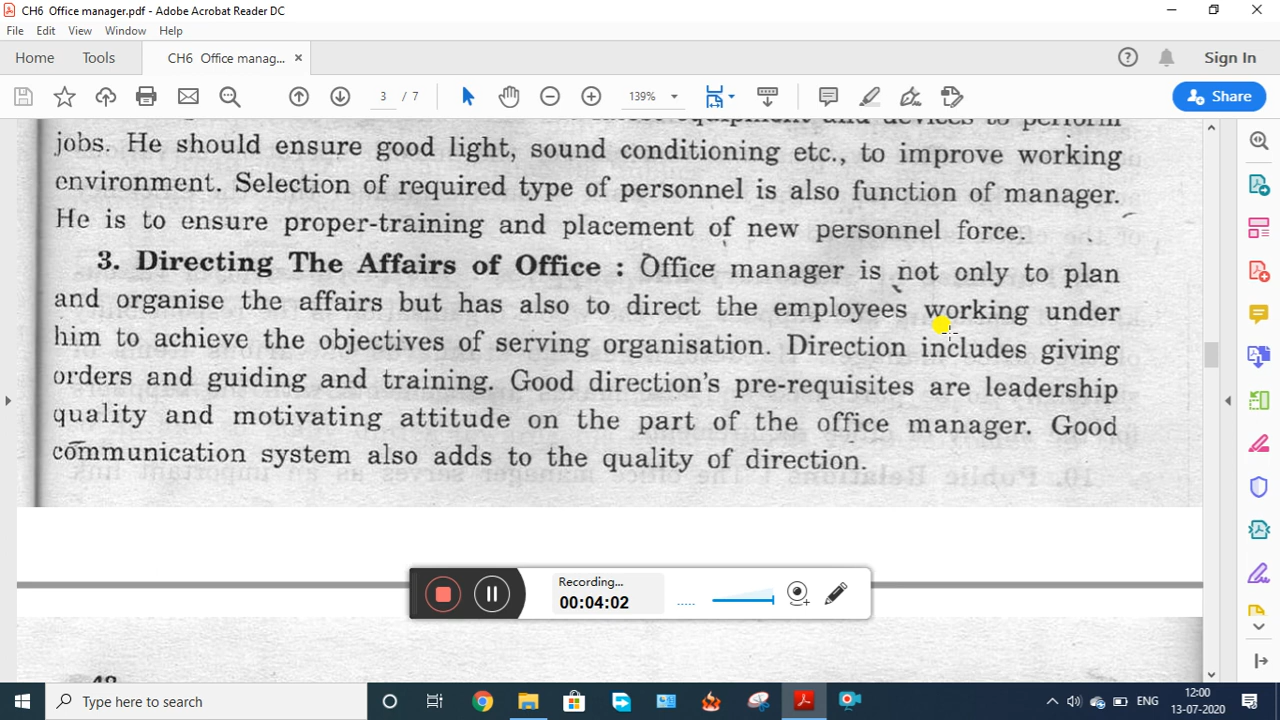 CH6 Office manager.pdf - Adobe Acrobat Reader DC
File Edit View Window Help
Home Tools CH6 Office manag... × Sign In
3 / 7 139% Share
equipment and devices to perform
jobs. He should ensure good light, sound conditioning etc., to improve working
environment. Selection of required type of personnel is also function of manager.
He is to ensure proper-training and placement of new personnel force.
3. Directing The Affairs of Office : Office manager is not only to plan
and organise the affairs but has also to direct the employees working under
him to achieve the objectives of serving organisation. Direction includes giving
orders and guiding and training. Good direction's pre-requisites are leadership
quality and motivating attitude on the part of the office manager. Good
communication system also adds to the quality of direction.
Recording...
00:04:02
Type here to search
ENG
12:00
13-07-2020